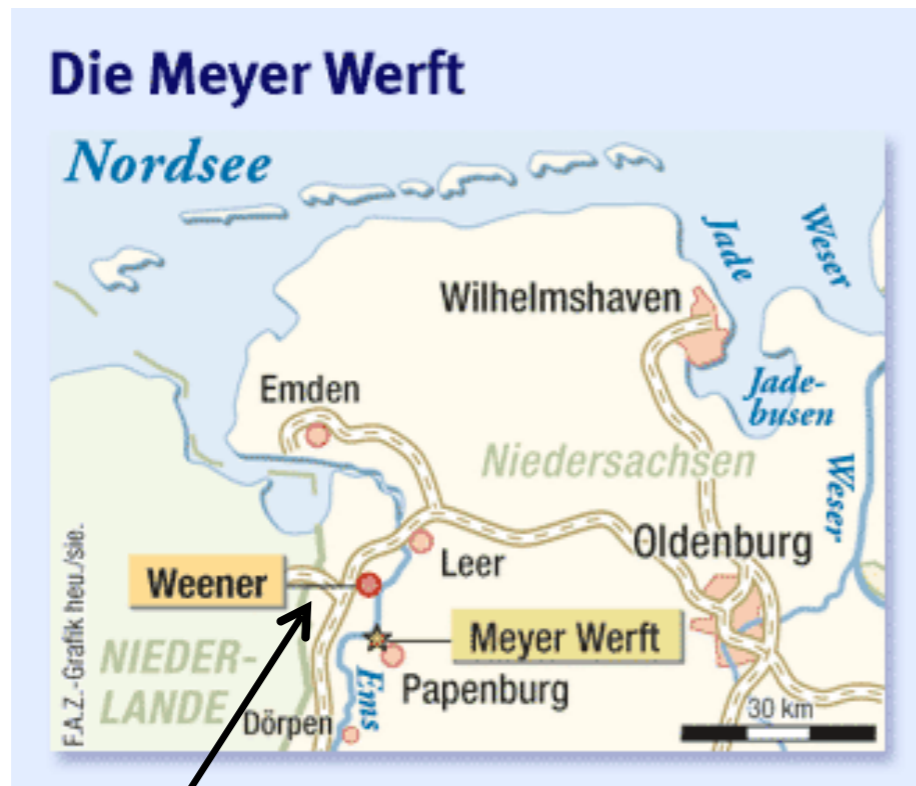 Die Meyer Werft
Nordsee
Jade
Weser
Wilhelmshaven
Emden
Jade-
busen
Niedersachsen
Weser
Oldenburg
Leer
Weener
Meyer Werft
NIEDER-
LANDE
Papenburg
Ems
Dörpen
30 km
F.A.Z.-Grafik heu./sie.